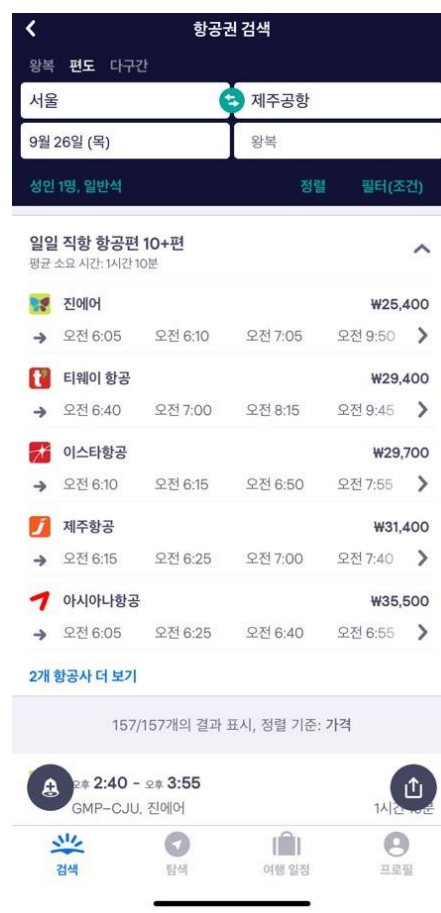 항공권 검색
왕복 편도 다구간
서울 제주공항
9월 26일 (목) 왕복
성인 1명, 일반석 정렬 필터(조건)
일일 직항 항공편 10+편
평균 소요 시간: 1시간 10분
진에어 ₩25,400
오전 6:05 오전 6:10 오전 7:05 오전 9:50
티웨이 항공 ₩29,400
오전 6:40 오전 7:00 오전 8:15 오전 9:45
이스타항공 ₩29,700
오전 6:10 오전 6:15 오전 6:50 오전 7:55
제주항공 ₩31,400
오전 6:15 오전 6:25 오전 7:00 오전 7:40
아시아나항공 ₩35,500
오전 6:05 오전 6:25 오전 6:40 오전 6:55
2개 항공사 더 보기
157/157개의 결과 표시, 정렬 기준: 가격
오후 2:40 - 오후 3:55
GMP-CJU, 진에어
검색 탐색 여행 일정 프로필